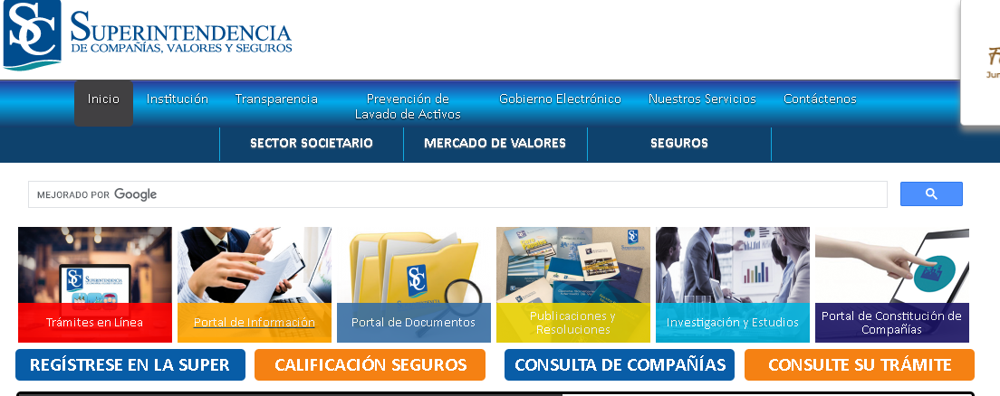 SC SUPERINTENDENCIA
DE COMPAÑÍAS, VALORES Y SEGUROS
Inicio Institución Transparencia Prevención de Gobierno Electrónico Nuestros Servicios Contáctenos
Lavado de Activos
SECTOR SOCIETARIO MERCADO DE VALORES SEGUROS
MEJORADO POR Google
SUPERINTENDENCIA
Trámites en Línea
Portal de Información
SC
Portal de Documentos
Publicaciones y
Resoluciones
Investigación y Estudios
Portal de Constitución de
Compañías
REGÍSTRESE EN LA SUPER CALIFICACIÓN SEGUROS CONSULTA DE COMPAÑÍAS CONSULTE SU TRÁMITE